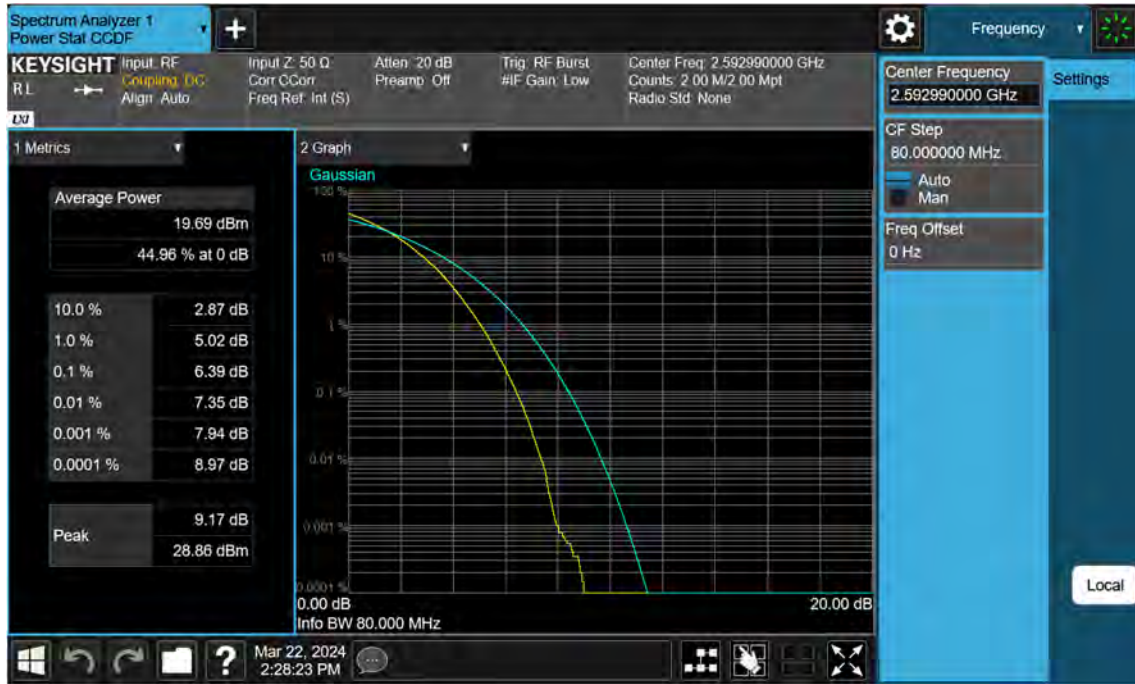 Spectrum Analyzer 1
Power Stat CCDF
+
Frequency
KEYSIGHT
RL
LXI
Input: RF
Coupling: DC
Align: Auto
Input Z: 50 Ω
Corr CCorr
Freq Ref: Int (S)
Atten: 20 dB
Preamp: Off
Trig: RF Burst
#IF Gain: Low
Center Freq: 2.592990000 GHz
Counts: 2.00 M/2.00 Mpt
Radio Std: None
Center Frequency
2.592990000 GHz
Settings
CF Step
80.000000 MHz
Auto
Man
Freq Offset
0 Hz
1 Metrics
Average Power
19.69 dBm
44.96 % at 0 dB
10.0 % 2.87 dB
1.0 % 5.02 dB
0.1 % 6.39 dB
0.01 % 7.35 dB
0.001 % 7.94 dB
0.0001 % 8.97 dB
Peak
9.17 dB
28.86 dBm
2 Graph
Gaussian
100 %
10 %
1 %
0.1 %
0.01 %
0.001 %
0.0001 %
0.00 dB 20.00 dB
Info BW 80.000 MHz
Local
?
Mar 22, 2024
2:28:23 PM